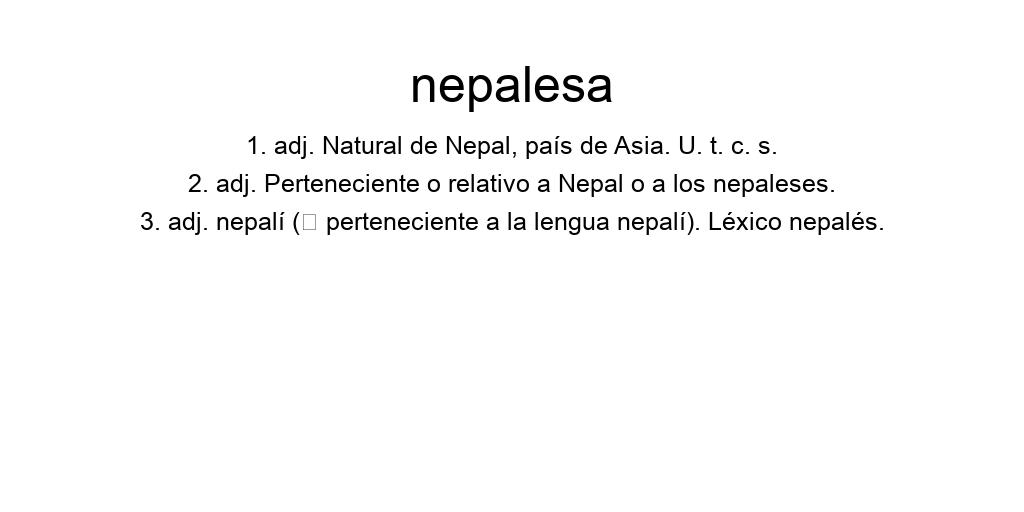 nepalesa
1. adj. Natural de Nepal, país de Asia. U. t. c. s.
2. adj. Perteneciente o relativo a Nepal o a los nepaleses.
3. adj. nepalí (□ perteneciente a la lengua nepalí). Léxico nepalés.